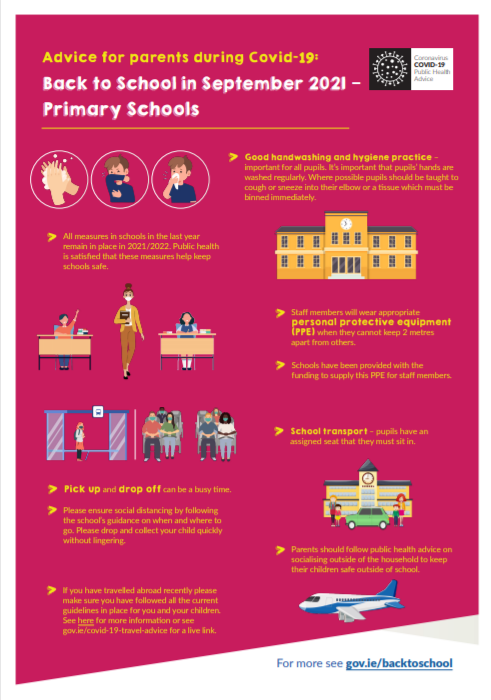 Advice for parents during Covid-19:
Back to School in September 2021 –
Primary Schools
Coronavirus
COVID-19
Public Health
Advice
Good handwashing and hygiene practice –
important for all pupils. It's important that pupils' hands are
washed regularly. Where possible pupils should be taught to
cough or sneeze into their elbow or a tissue which must be
binned immediately.
All measures in schools in the last year
remain in place in 2021/2022. Public health
is satisfied that these measures help keep
schools safe.
Staff members will wear appropriate
personal protective equipment
(PPE) when they cannot keep 2 metres
apart from others.
Schools have been provided with the
funding to supply this PPE for staff members.
School transport – pupils have an
assigned seat that they must sit in.
Pick up and drop off can be a busy time.
Please ensure social distancing by following
the school's guidance on when and where to
go. Please drop and collect your child quickly
without lingering.
Parents should follow public health advice on
socialising outside of the household to keep
their children safe outside of school.
If you have travelled abroad recently please
make sure you have followed all the current
guidelines in place for you and your children.
See here for more information or see
gov.ie/covid-19-travel-advice for a live link.
For more see gov.ie/backtoschool